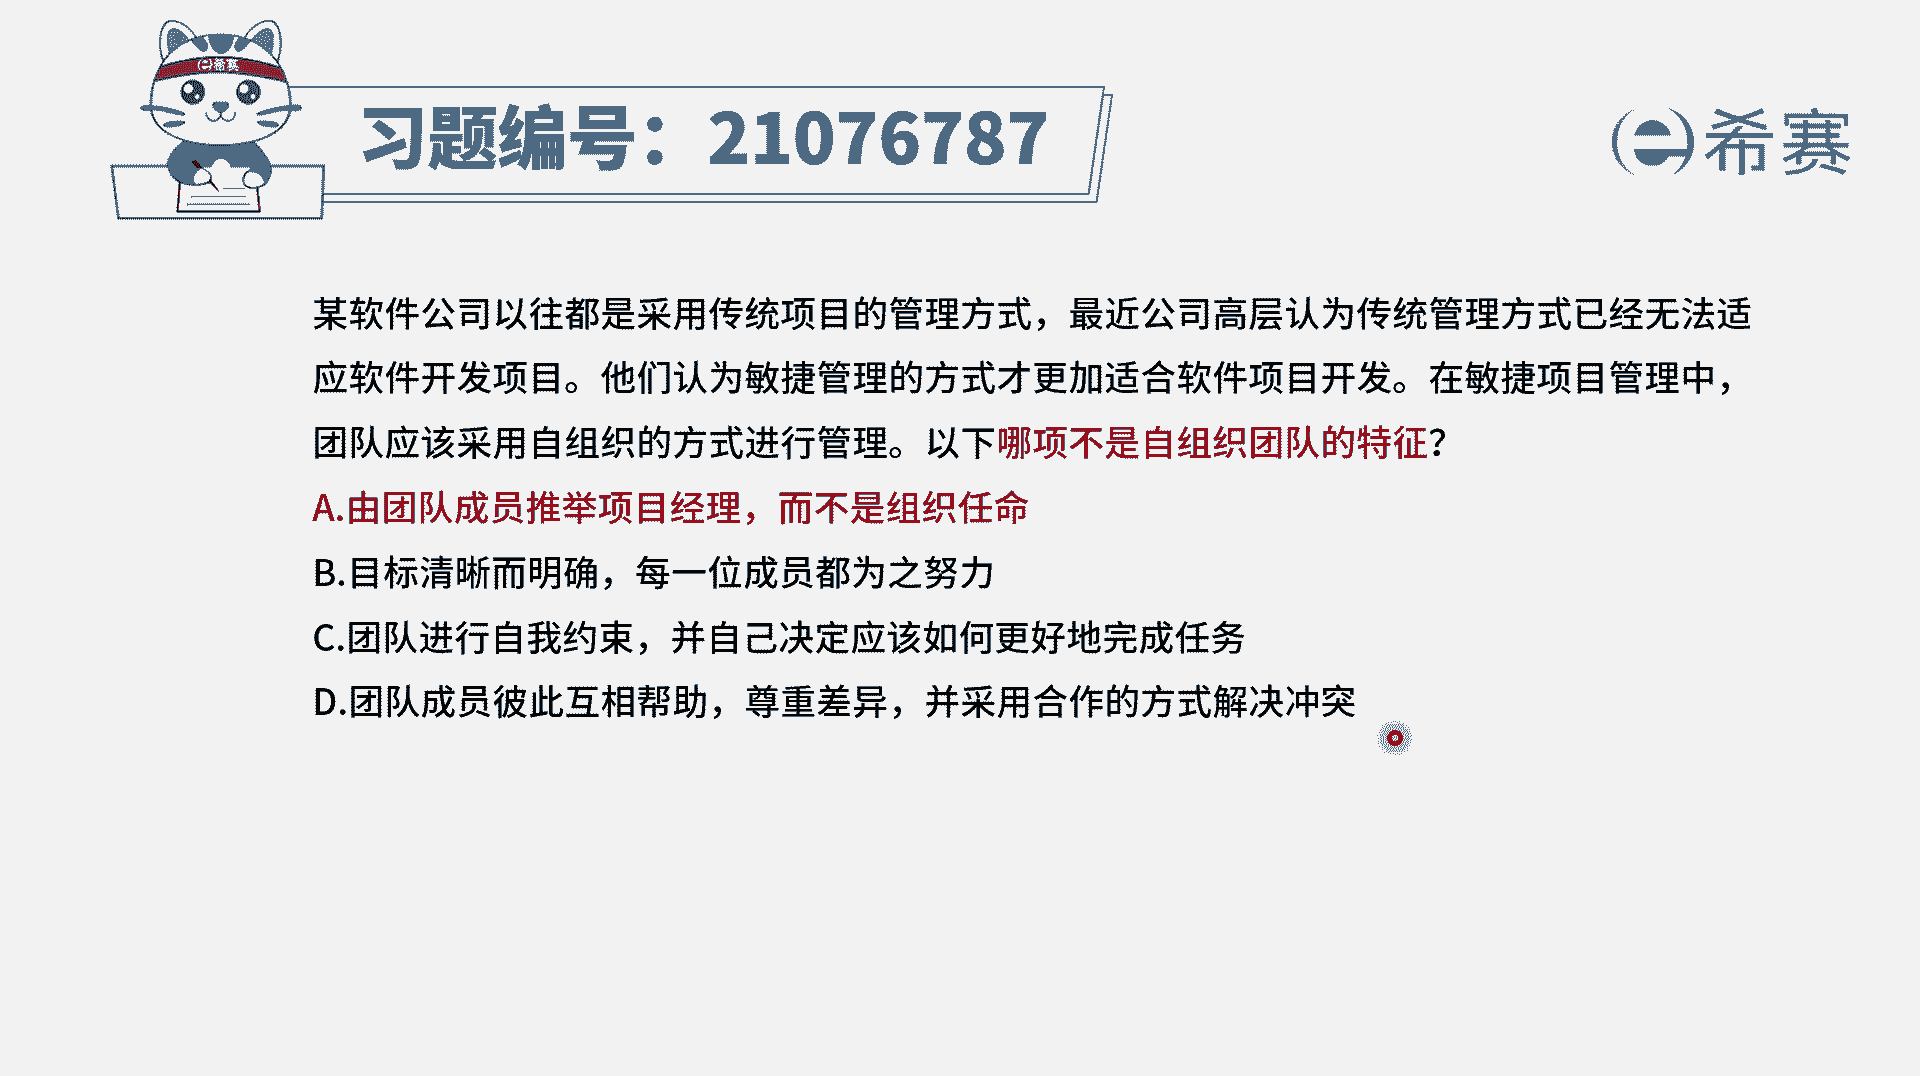 e希赛
习题编号：21076787
e希赛
某软件公司以往都是采用传统项目的管理方式，最近公司高层认为传统管理方式已经无法适
应软件开发项目。他们认为敏捷管理的方式才更加适合软件项目开发。在敏捷项目管理中，
团队应该采用自组织的方式进行管理。以下哪项不是自组织团队的特征？
A.由团队成员推举项目经理，而不是组织任命
B.目标清晰而明确，每一位成员都为之努力
C.团队进行自我约束，并自己决定应该如何更好地完成任务
D.团队成员彼此互相帮助，尊重差异，并采用合作的方式解决冲突